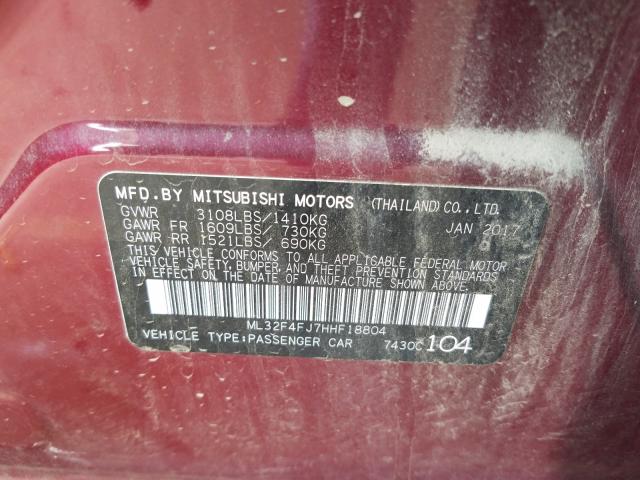 MFD.BY MITSUBISHI MOTORS (THAILAND) CO., LTD.
GVWR 3108LBS/1410KG JAN 2017
GAWR FR 1609LBS/ 730KG
GAWR RR 1521LBS/ 690KG
THIS VEHICLE CONFORMS TO ALL APPLICABLE FEDERAL MOTOR
VEHICLE SAFETY, BUMPER, AND THEFT PREVENTION STANDARDS
IN EFFECT ON THE DATE OF MANUFACTURE SHOWN ABOVE.
ML32F4FJ7HHF18804
VEHICLE TYPE:PASSENGER CAR 7430C 104